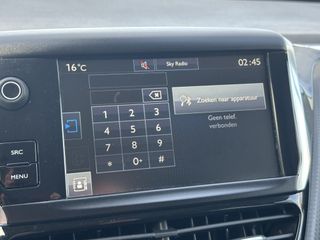 16°C
Sky Radio
02:45
Zoeken naar apparatuur
Geen telef.
verbonden
1 2 3
4 5 6
7 8 9
* 0+ #
SRC
MENU